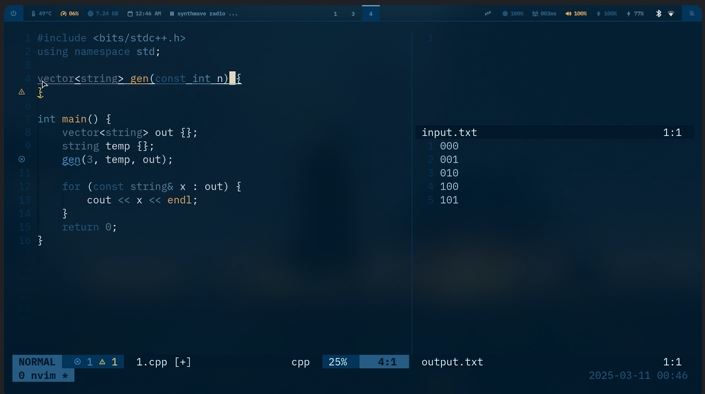 49°C 06% 7.24 GB 12:46 AM synthwave radio ... 1 3 4 100% 003ms 100% 100% 77%
1 #include <bits/stdc++.h>
2 using namespace std;
3
4 vector<string> gen(const int n) {
}
6
7 int main() {
8 vector<string> out {};
9 string temp {};
gen(3, temp, out);
11
12 for (const string& x : out) {
13 cout << x << endl;
14 }
15 return 0;
16 }
NORMAL 1 1 1.cpp [+] cpp 25% 4:1
0 nvim *
1
input.txt 1:1
1 000
2 001
3 010
4 100
5 101
output.txt 1:1
2025-03-11 00:46